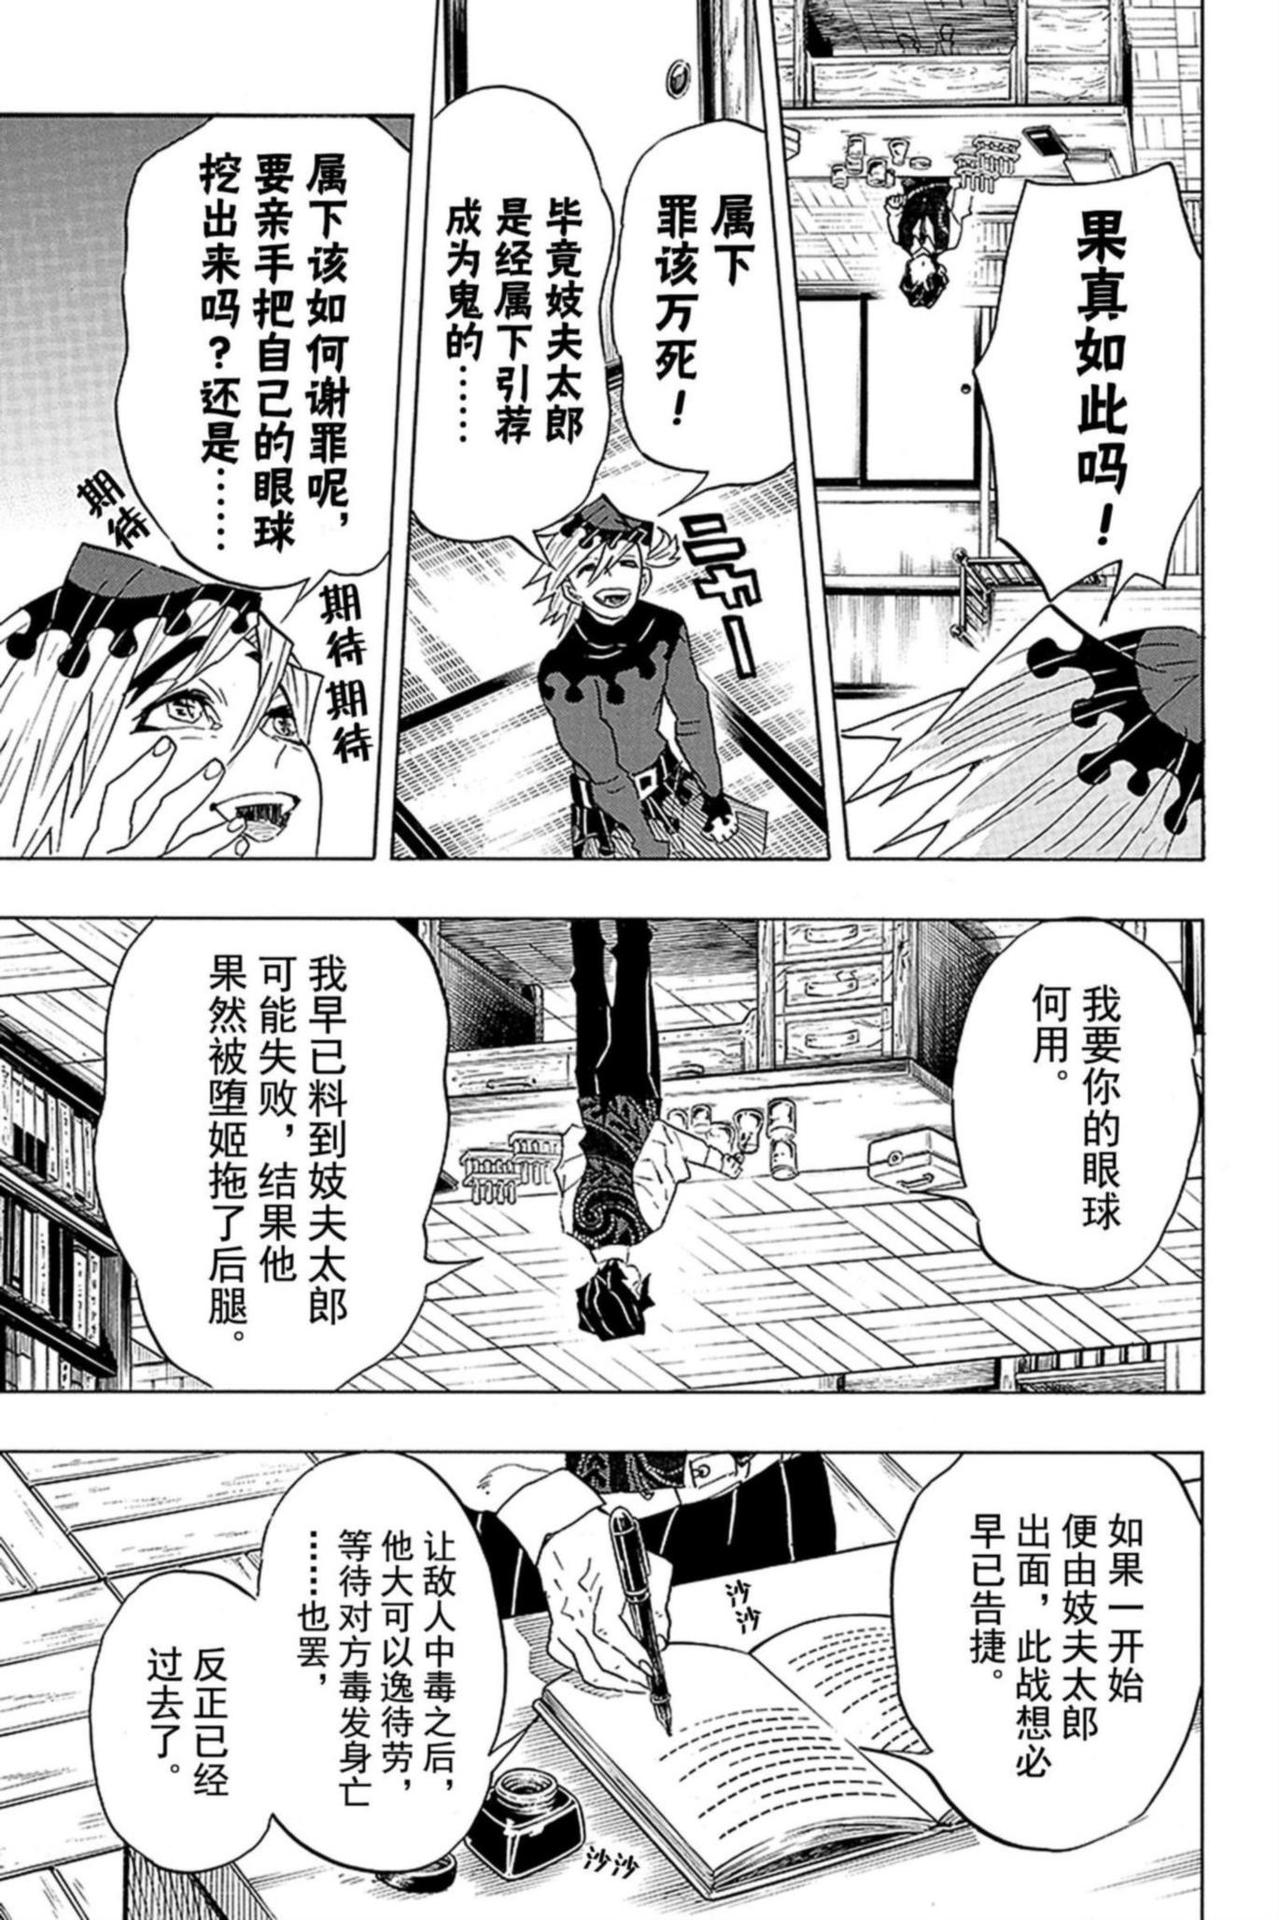 果真如此吗！
属下
罪该万死！
毕竟妓夫太郎
是经属下引荐
成为鬼的……
ニャー
属下该如何谢罪呢，
要亲手把自己的眼球
挖出来吗？还是……
期待
期待期待
我要你的眼球
何用。
我早已料到妓夫太郎
可能失败，结果他
果然被堕姬拖了后腿。
如果一开始
便由妓夫太郎
出面，此战想必
早已告捷。
沙沙
让敌人中毒之后，
他大可以逸待劳，
等待对方毒发身亡
……也罢，
反正已经
过去了。
沙沙